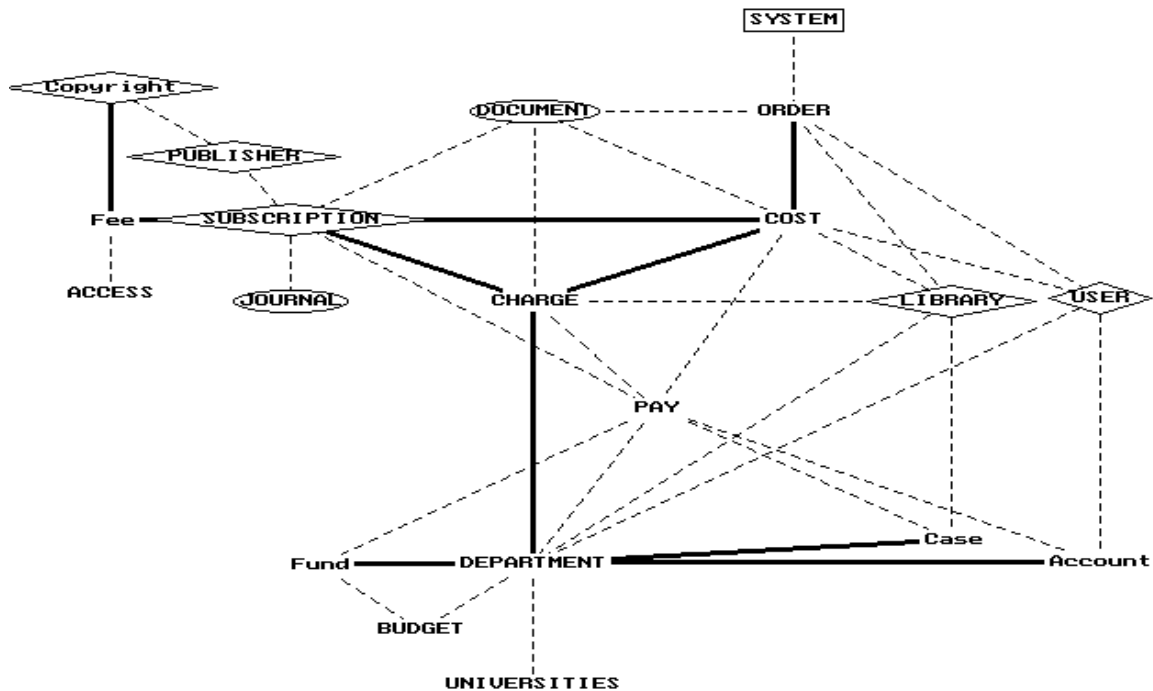 SYSTEM
Copyright
DOCUMENT
ORDER
PUBLISHER
Fee
SUBSCRIPTION
COST
ACCESS
JOURNAL
CHARGE
LIBRARY
USER
PAY
Case
Fund
DEPARTMENT
Account
BUDGET
UNIVERSITIES